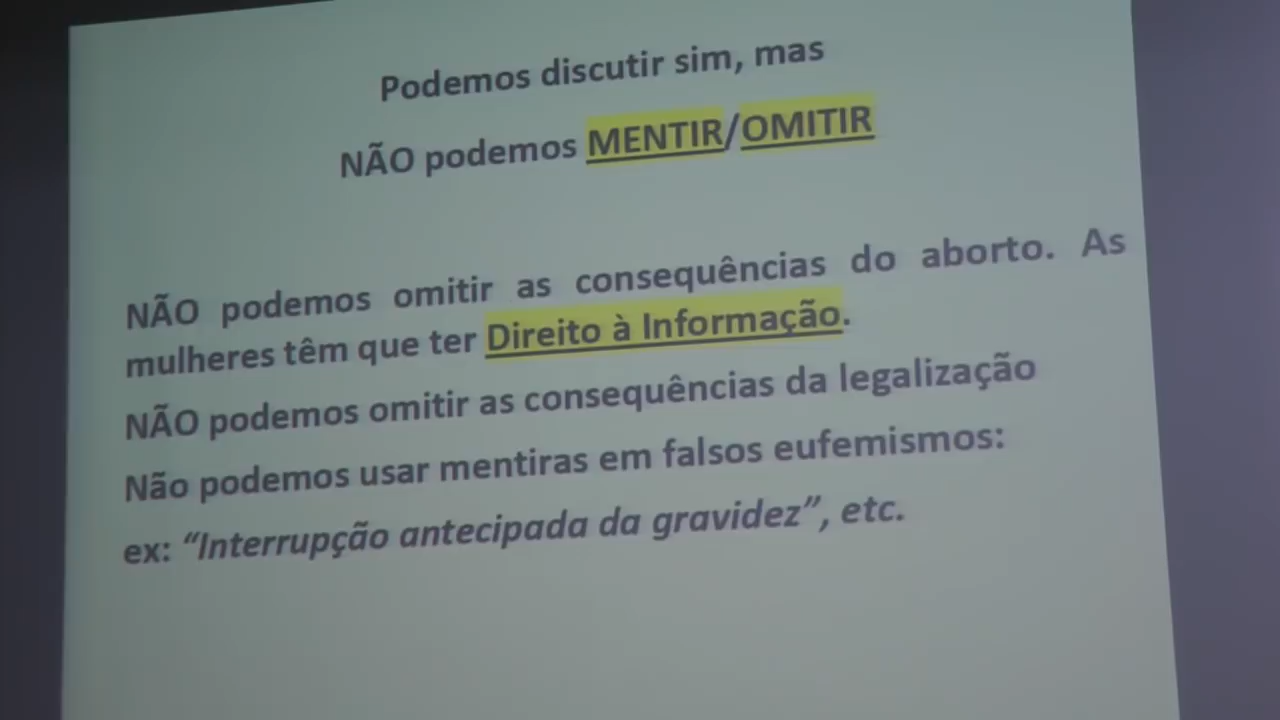 Podemos discutir sim, mas
NÃO podemos MENTIR/OMITIR
NÃO podemos omitir as consequências do aborto. As
mulheres têm que ter Direito à Informação.
NÃO podemos omitir as consequências da legalização
Não podemos usar mentiras em falsos eufemismos:
ex: “Interrupção antecipada da gravidez”, etc.